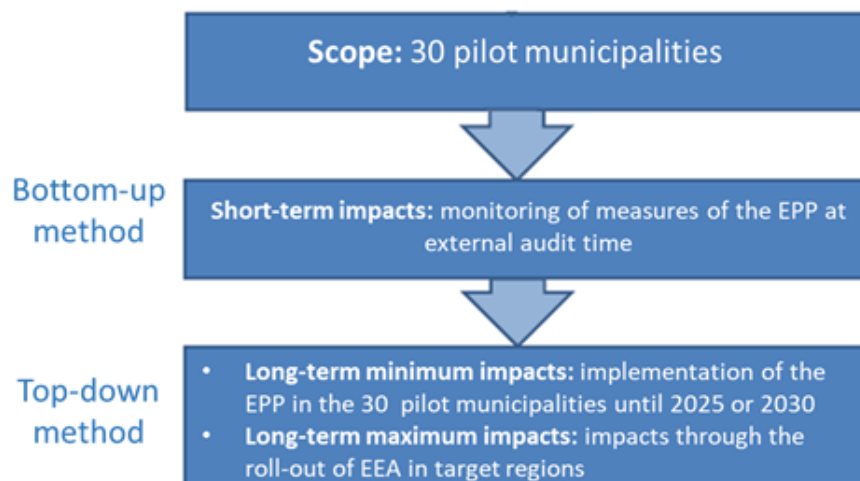 Scope: 30 pilot municipalities
Bottom-up
method
Short-term impacts: monitoring of measures of the EPP at
external audit time
Top-down
method
• Long-term minimum impacts: implementation of the
EPP in the 30 pilot municipalities until 2025 or 2030
• Long-term maximum impacts: impacts through the
roll-out of EEA in target regions